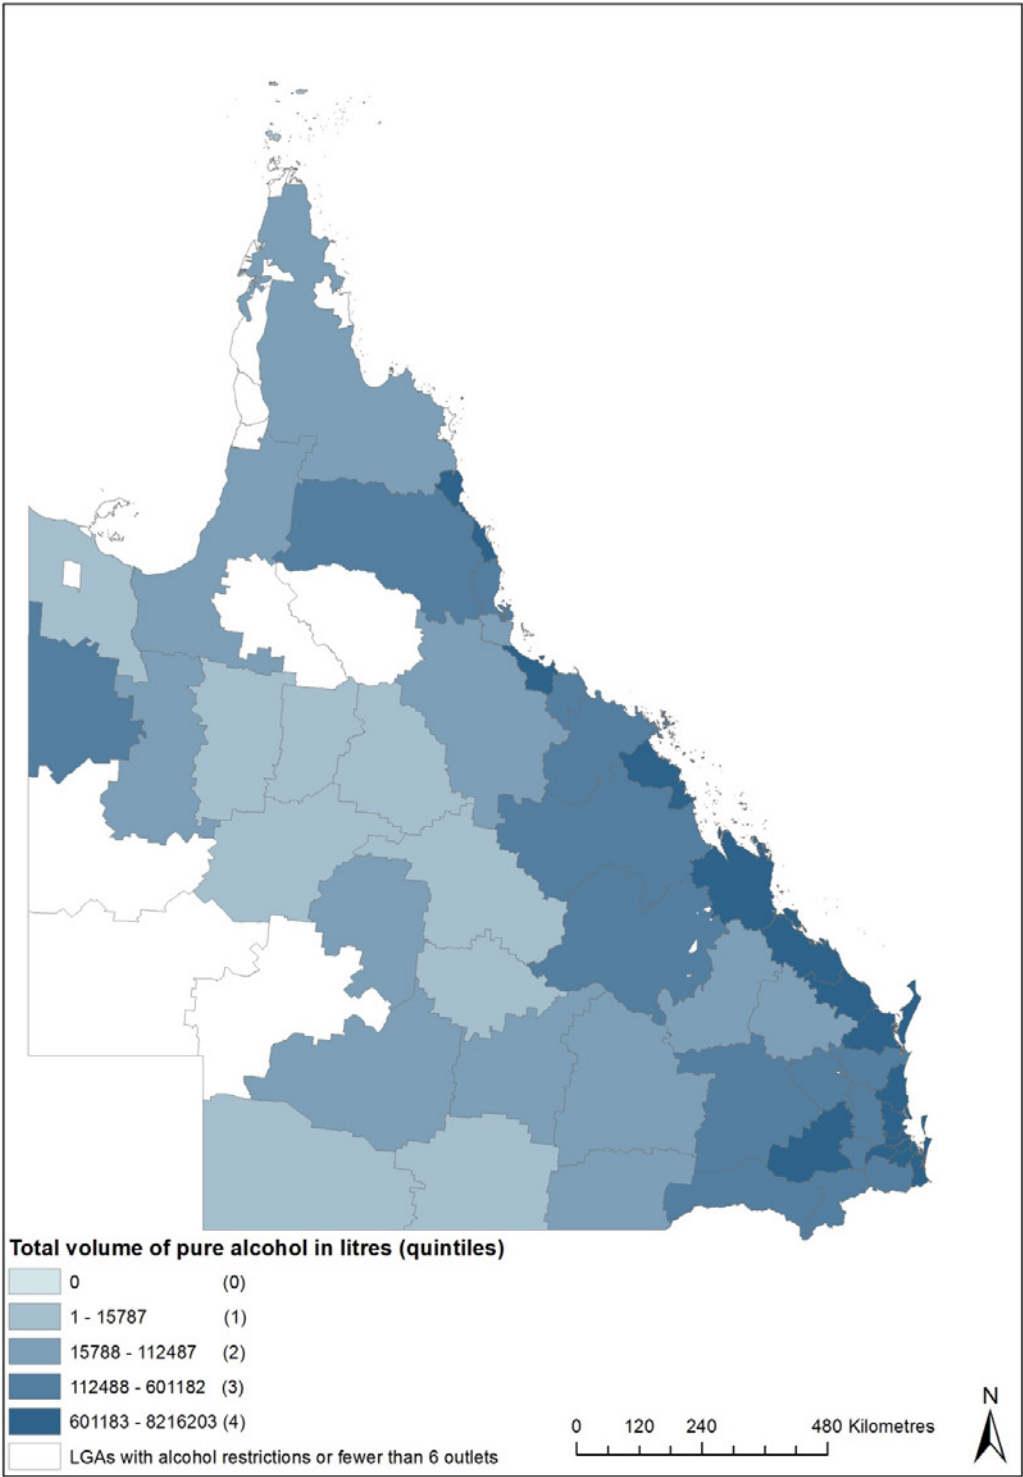 Total volume of pure alcohol in litres (quintiles)
0 (0)
1 - 15787 (1)
15788 - 112487 (2)
112488 - 601182 (3)
601183 - 8216203 (4)
LGAs with alcohol restrictions or fewer than 6 outlets
0 120 240 480 Kilometres
N